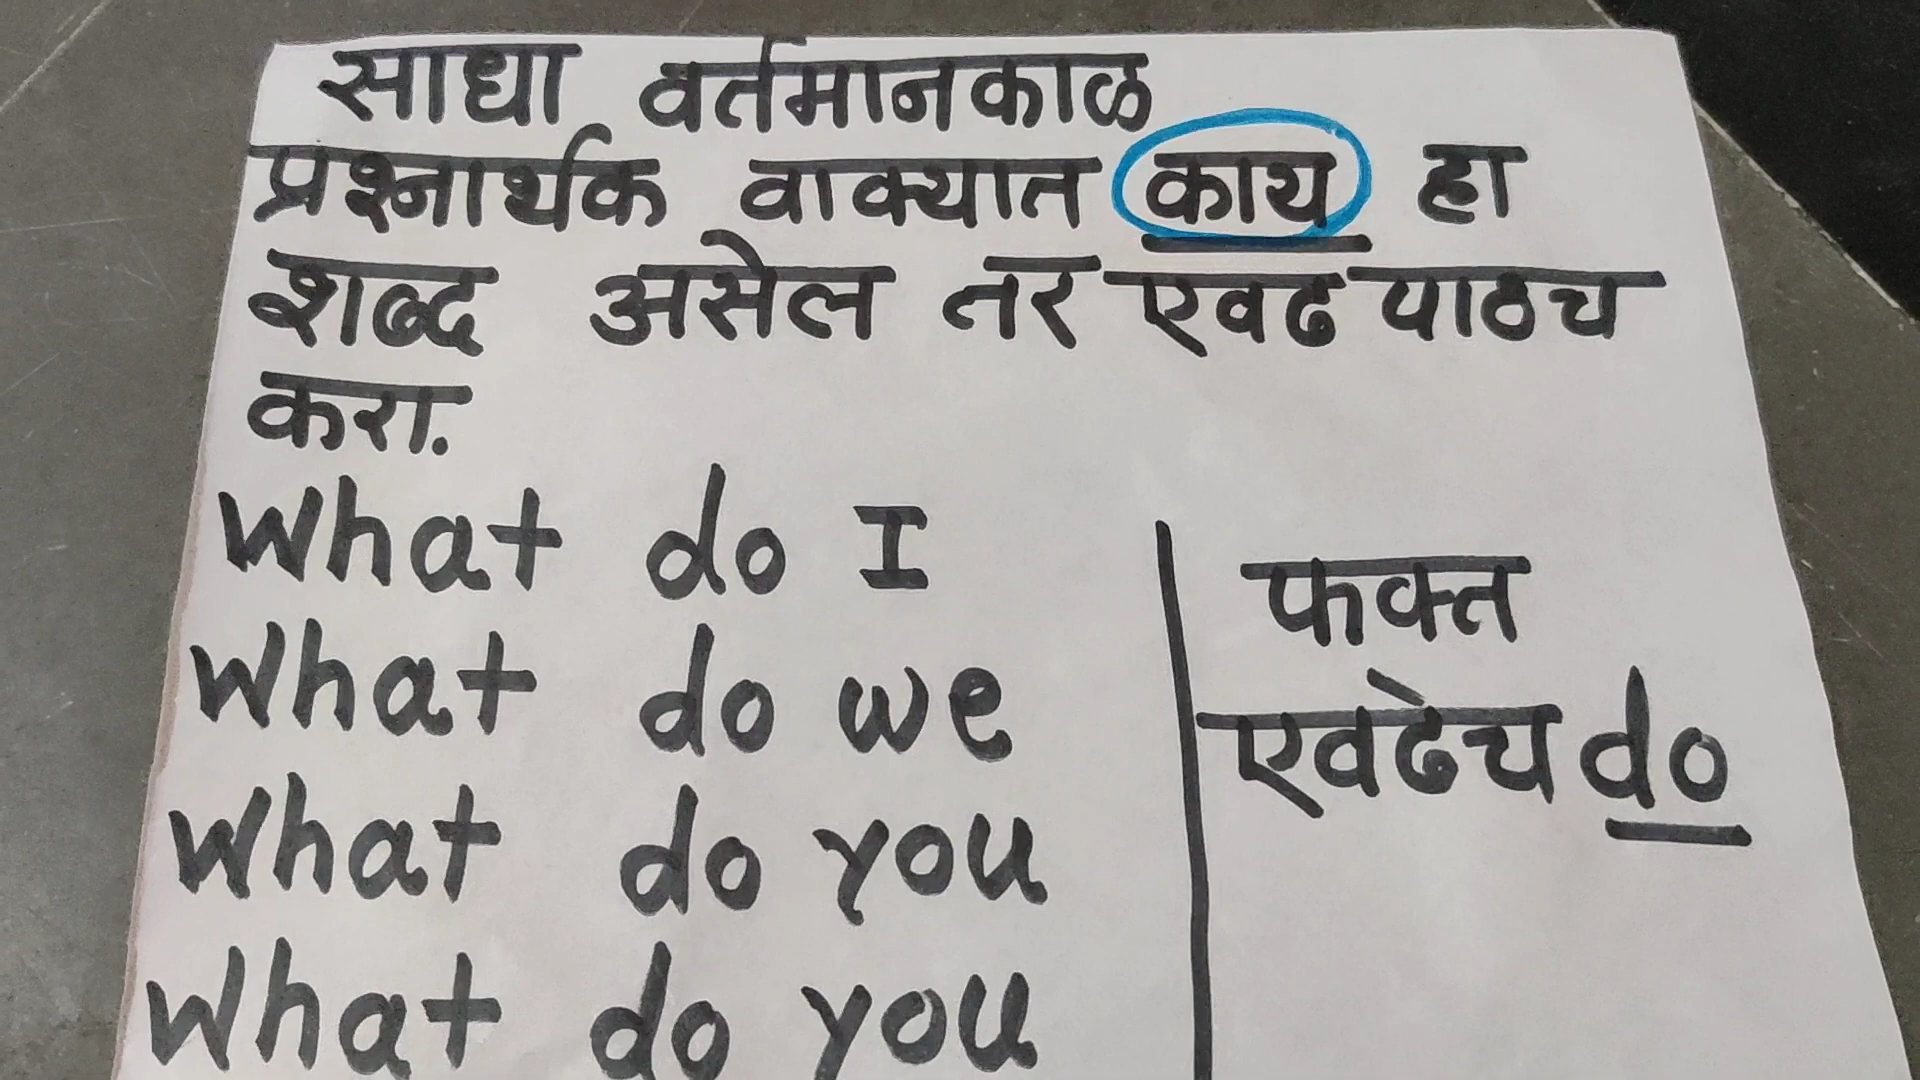 साधा वर्तमानकाळ
प्रश्नार्थक वाक्यात काय हा
शब्द असेल तर एवढ पाठच
करा.
What do I
What do we
What do you
What do you
फक्त
एवढेच do